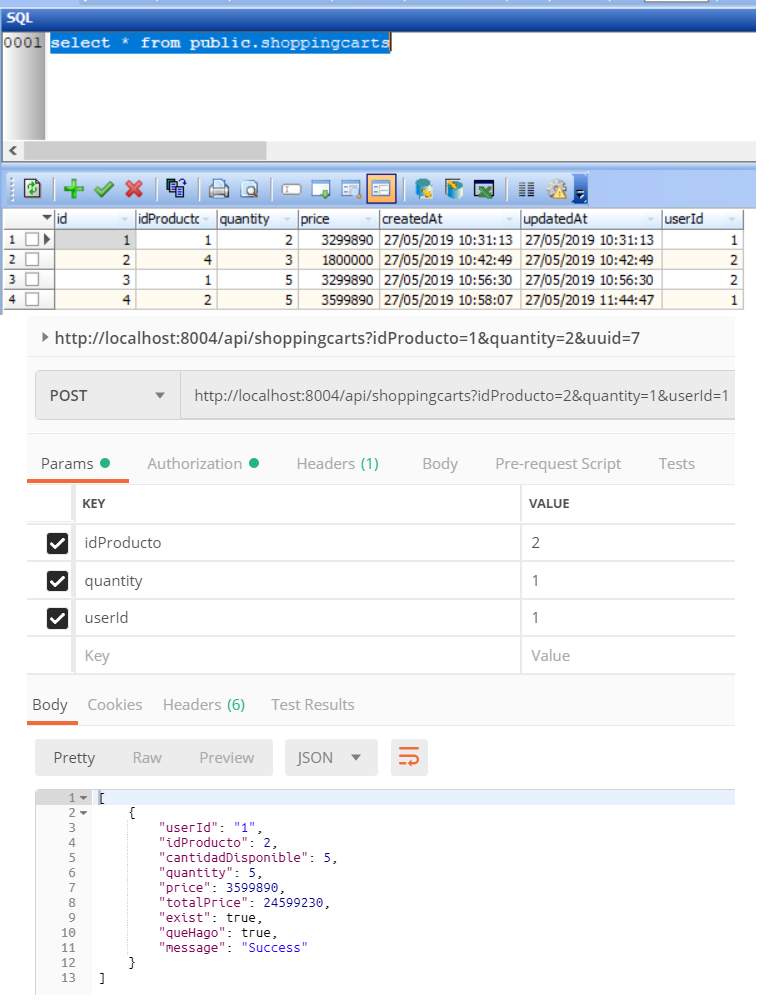 SQL
0001 select * from public.shoppingcarts
id idProducto quantity price createdAt updatedAt userId
1 1 1 2 3299890 27/05/2019 10:31:13 27/05/2019 10:31:13 1
2 2 4 3 1800000 27/05/2019 10:42:49 27/05/2019 10:42:49 2
3 3 1 5 3299890 27/05/2019 10:56:30 27/05/2019 10:56:30 2
4 4 2 5 3599890 27/05/2019 10:58:07 27/05/2019 11:44:47 1
http://localhost:8004/api/shoppingcarts?idProducto=1&quantity=2&uuid=7
POST http://localhost:8004/api/shoppingcarts?idProducto=2&quantity=1&userId=1
Params Authorization Headers (1) Body Pre-request Script Tests
KEY VALUE
idProducto 2
quantity 1
userId 1
Key Value
Body Cookies Headers (6) Test Results
Pretty Raw Preview JSON
1 [
2 {
3 "userId": "1",
4 "idProducto": 2,
5 "cantidadDisponible": 5,
6 "quantity": 5,
7 "price": 3599890,
8 "totalPrice": 24599230,
9 "exist": true,
10 "queHago": true,
11 "message": "Success"
12 }
13 ]